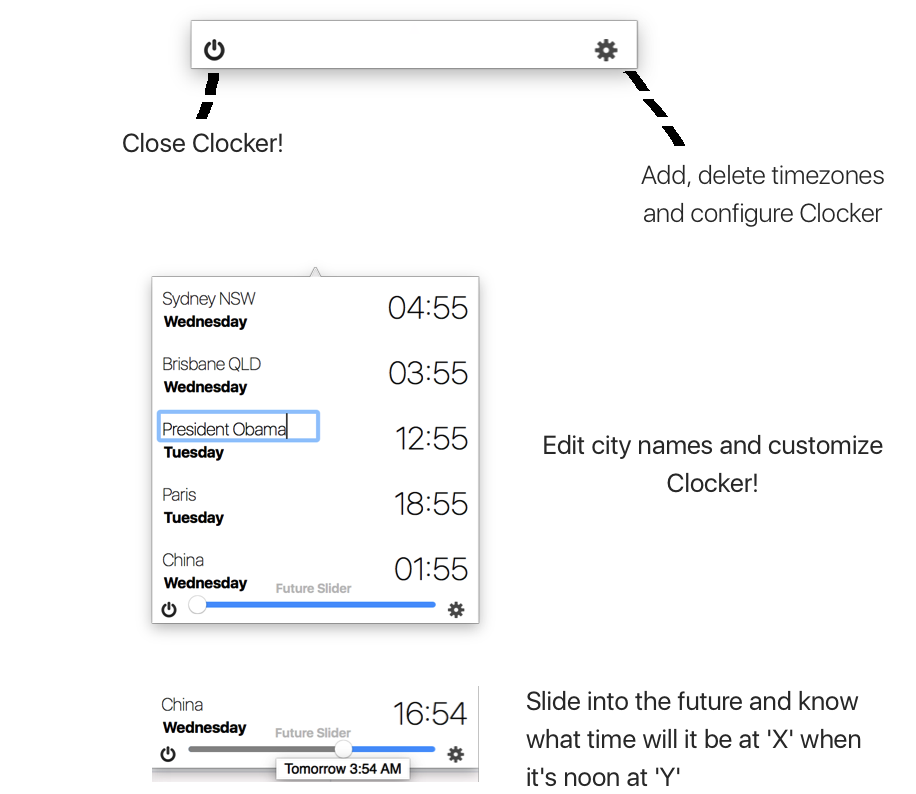 Close Clocker!
Add, delete timezones
and configure Clocker
Sydney NSW
04:55
Wednesday
Brisbane QLD
03:55
Wednesday
President Obama
12:55
Tuesday
Paris
18:55
Tuesday
China
01:55
Wednesday
Future Slider
Edit city names and customize
Clocker!
China
16:54
Wednesday
Future Slider
Tomorrow 3:54 AM
Slide into the future and know
what time will it be at 'X' when
it's noon at 'Y'